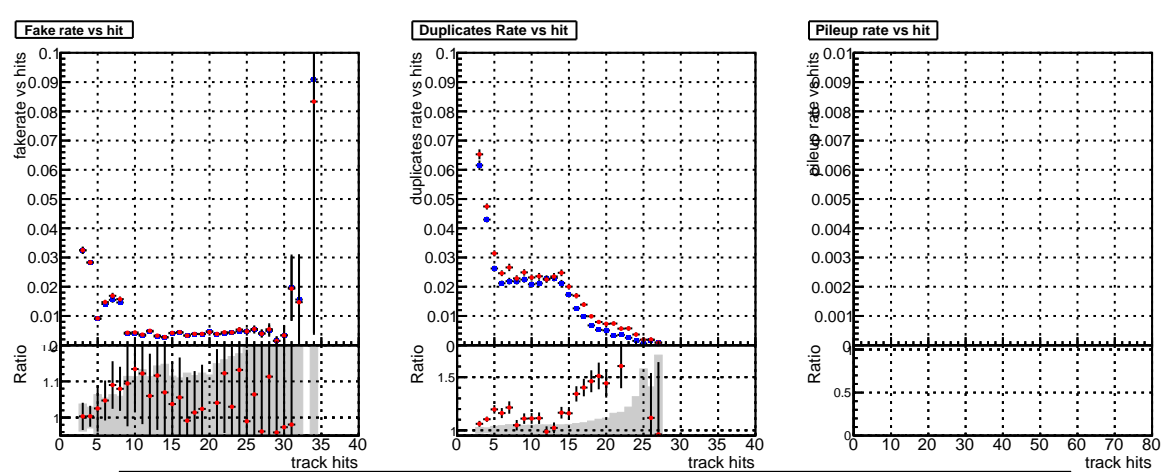 Fake rate vs hit
fakerate vs hits
0.1
0.09
0.08
0.07
0.06
0.05
0.04
0.03
0.02
0.01
0
Ratio
1.1
1
0 5 10 15 20 25 30 35 40
track hits
Duplicates Rate vs hit
duplicates rate vs hits
0.1
0.09
0.08
0.07
0.06
0.05
0.04
0.03
0.02
0.01
0
Ratio
1.5
1
0 5 10 15 20 25 30 35 40
track hits
Pileup rate vs hit
pileup rate vs hits
0.01
0.009
0.008
0.007
0.006
0.005
0.004
0.003
0.002
0.001
0
Ratio
1
0.5
0
0 10 20 30 40 50 60 70 80
track hits